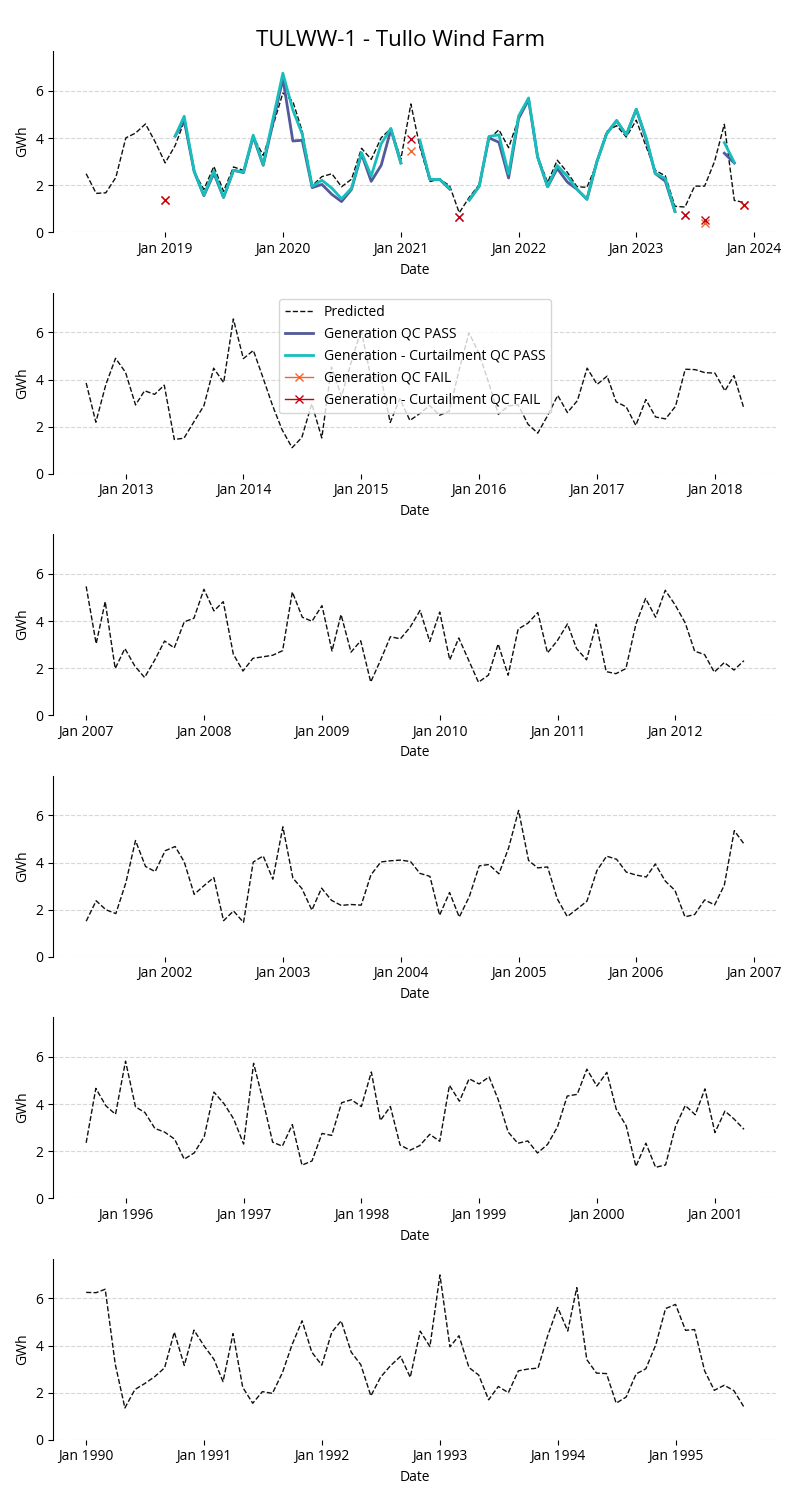 TULWW-1 - Tullo Wind Farm
GWh
6
4
2
0
Jan 2019
Jan 2020
Jan 2021
Jan 2022
Jan 2023
Jan 2024
Date
GWh
6
4
2
0
Predicted
Generation QC PASS
Generation - Curtailment QC PASS
Generation QC FAIL
Generation - Curtailment QC FAIL
Jan 2013
Jan 2014
Jan 2015
Jan 2016
Jan 2017
Jan 2018
Date
GWh
6
4
2
0
Jan 2007
Jan 2008
Jan 2009
Jan 2010
Jan 2011
Jan 2012
Date
GWh
6
4
2
0
Jan 2002
Jan 2003
Jan 2004
Jan 2005
Jan 2006
Jan 2007
Date
GWh
6
4
2
0
Jan 1996
Jan 1997
Jan 1998
Jan 1999
Jan 2000
Jan 2001
Date
GWh
6
4
2
0
Jan 1990
Jan 1991
Jan 1992
Jan 1993
Jan 1994
Jan 1995
Date